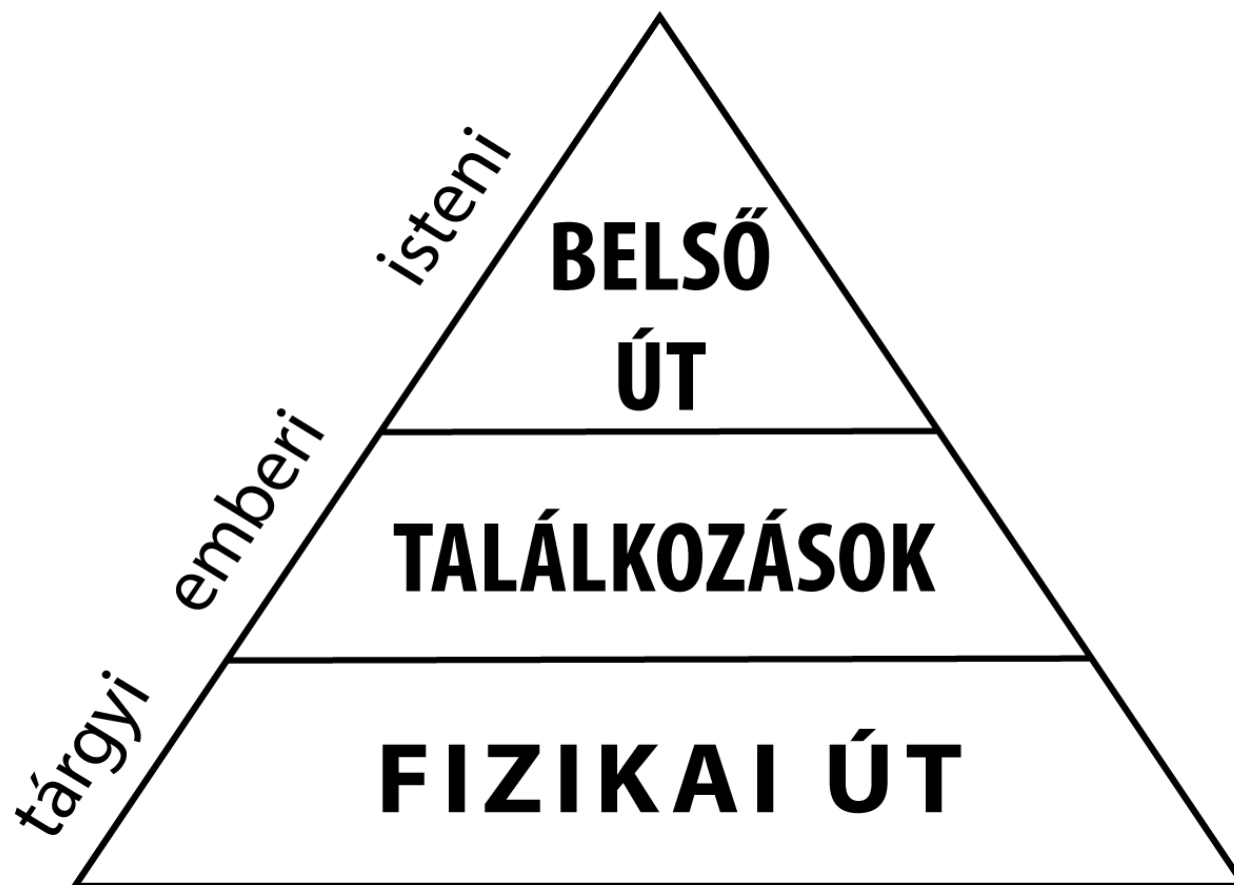 isteni
BELSŐ
ÚT
emberi
TALÁLKOZÁSOK
tárgyi
FIZIKAI ÚT